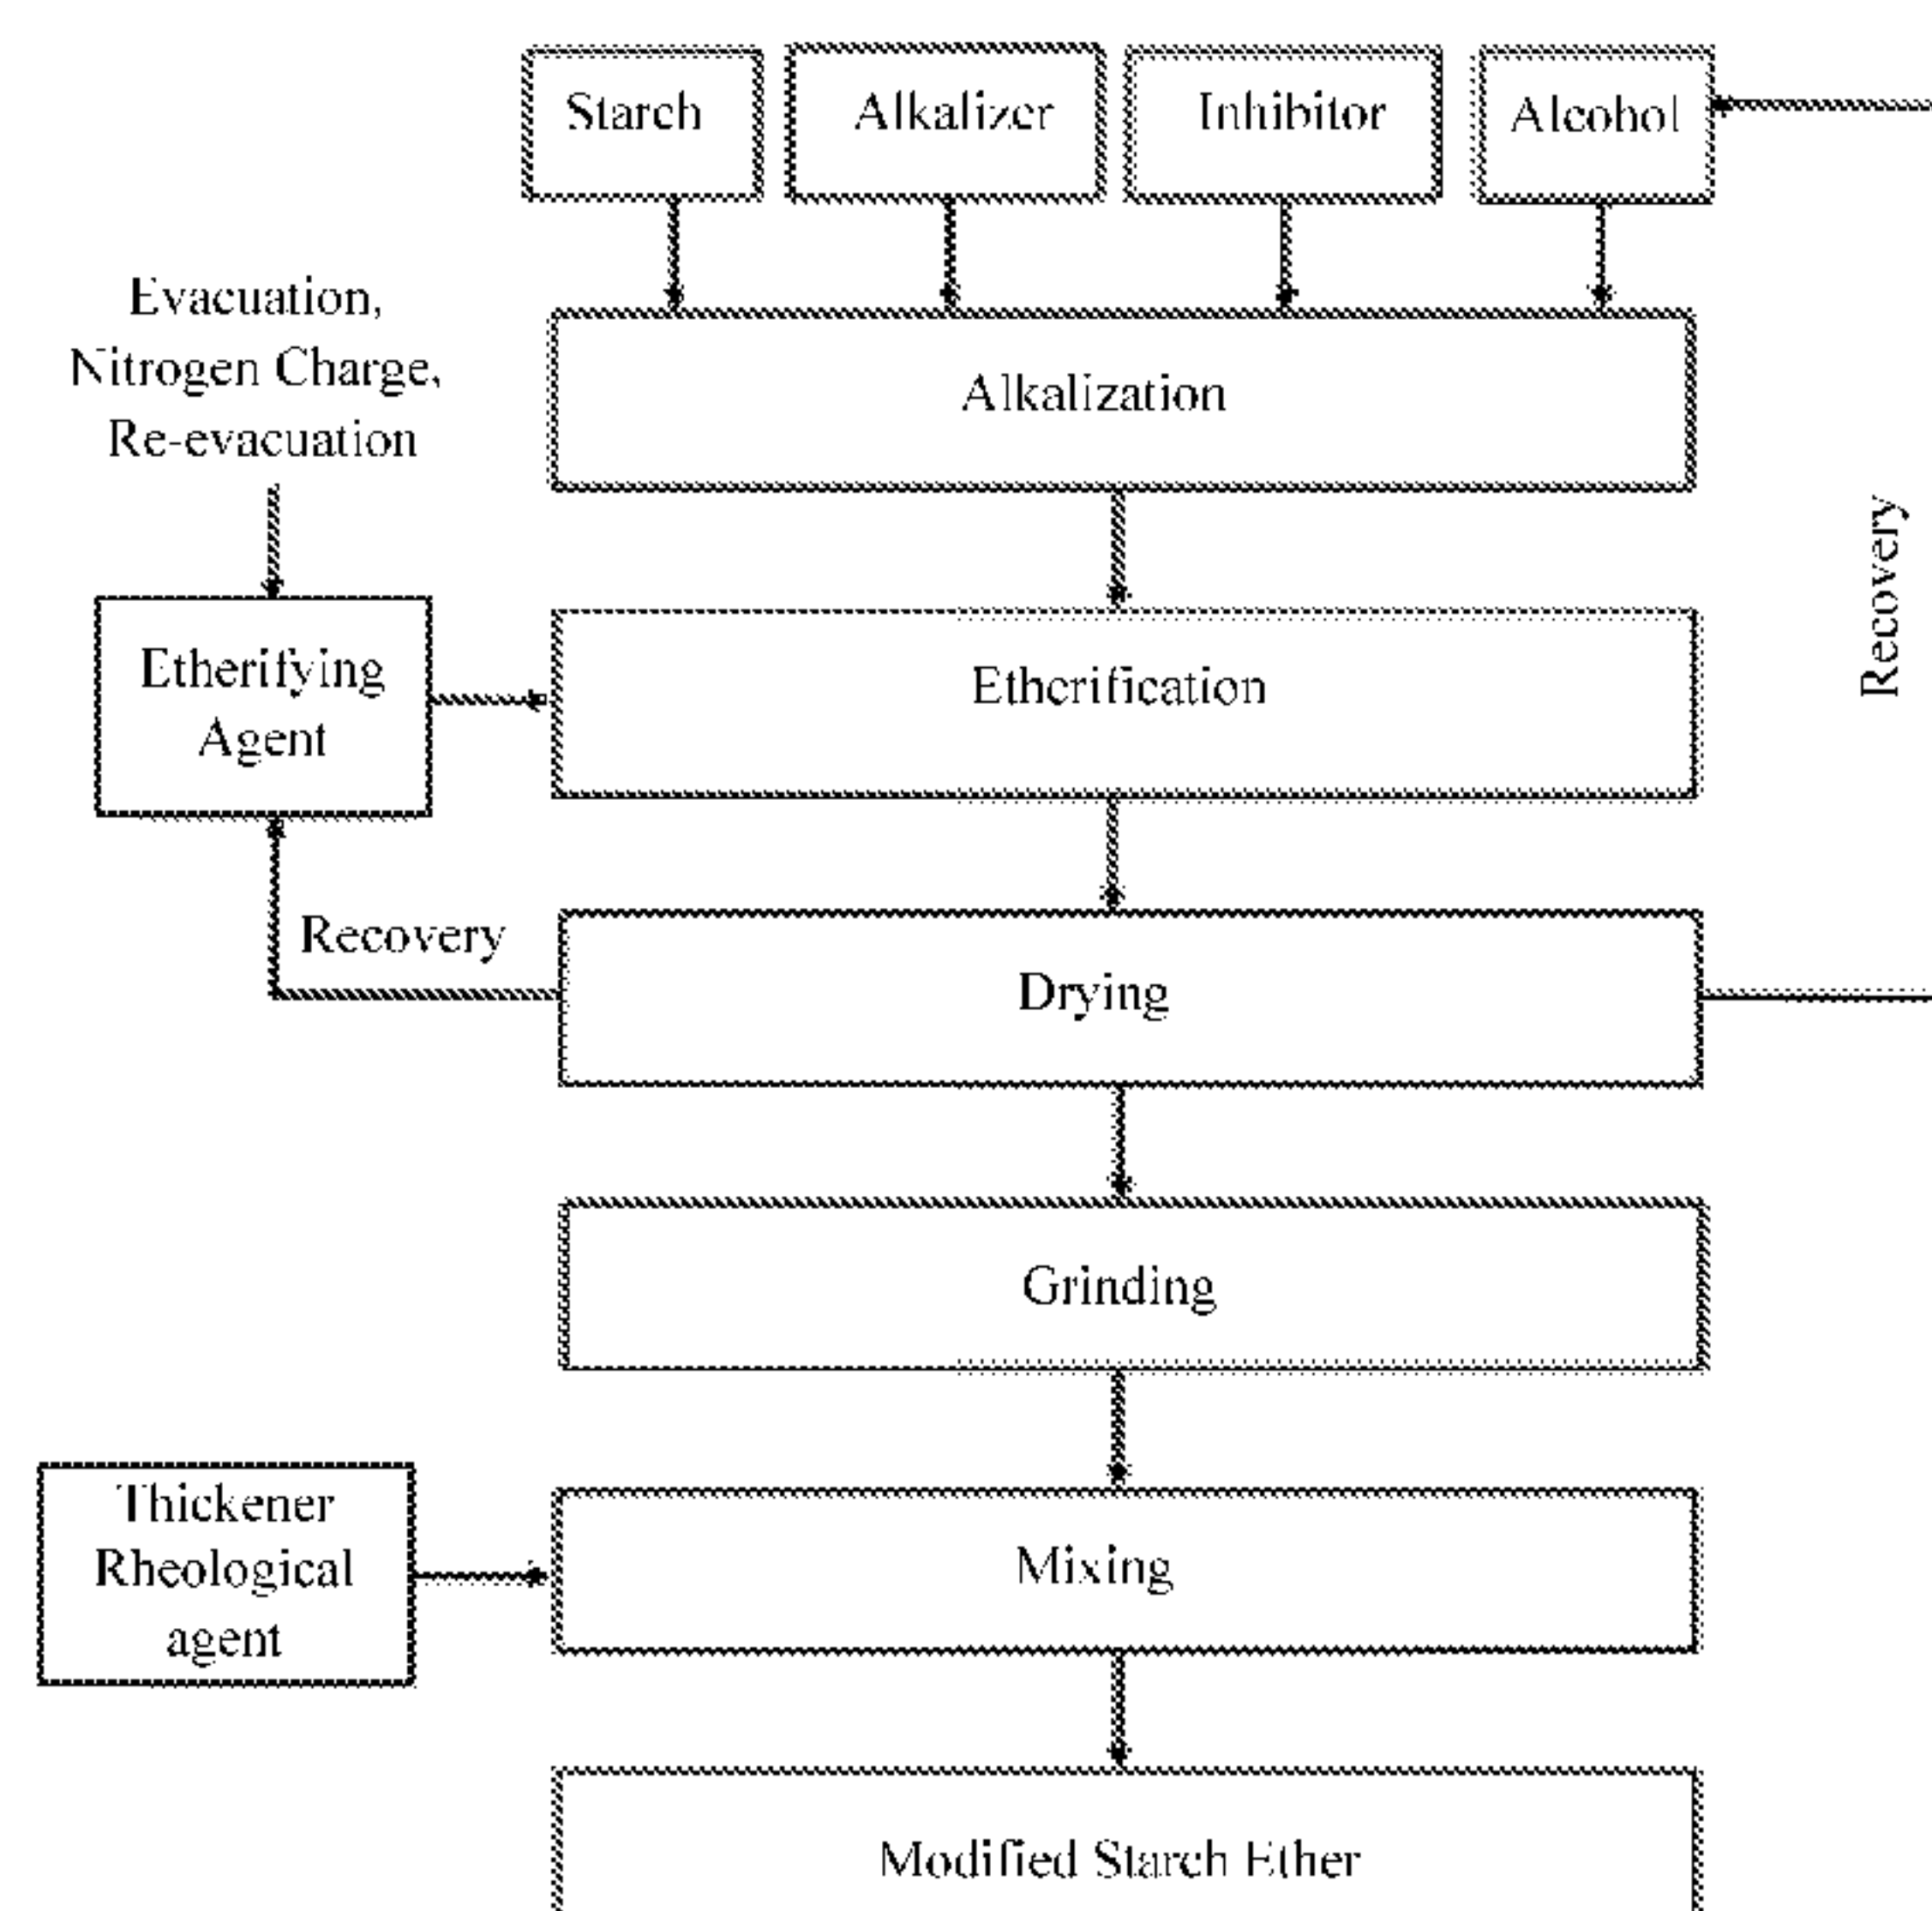 Starch
Alkalizer
Inhibitor
Alcohol
Evacuation,
Nitrogen Charge,
Re-evacuation
Alkalization
Recovery
Etherifying
Agent
Etherification
Recovery
Drying
Grinding
Thickener
Rheological
agent
Mixing
Modified Starch Ether